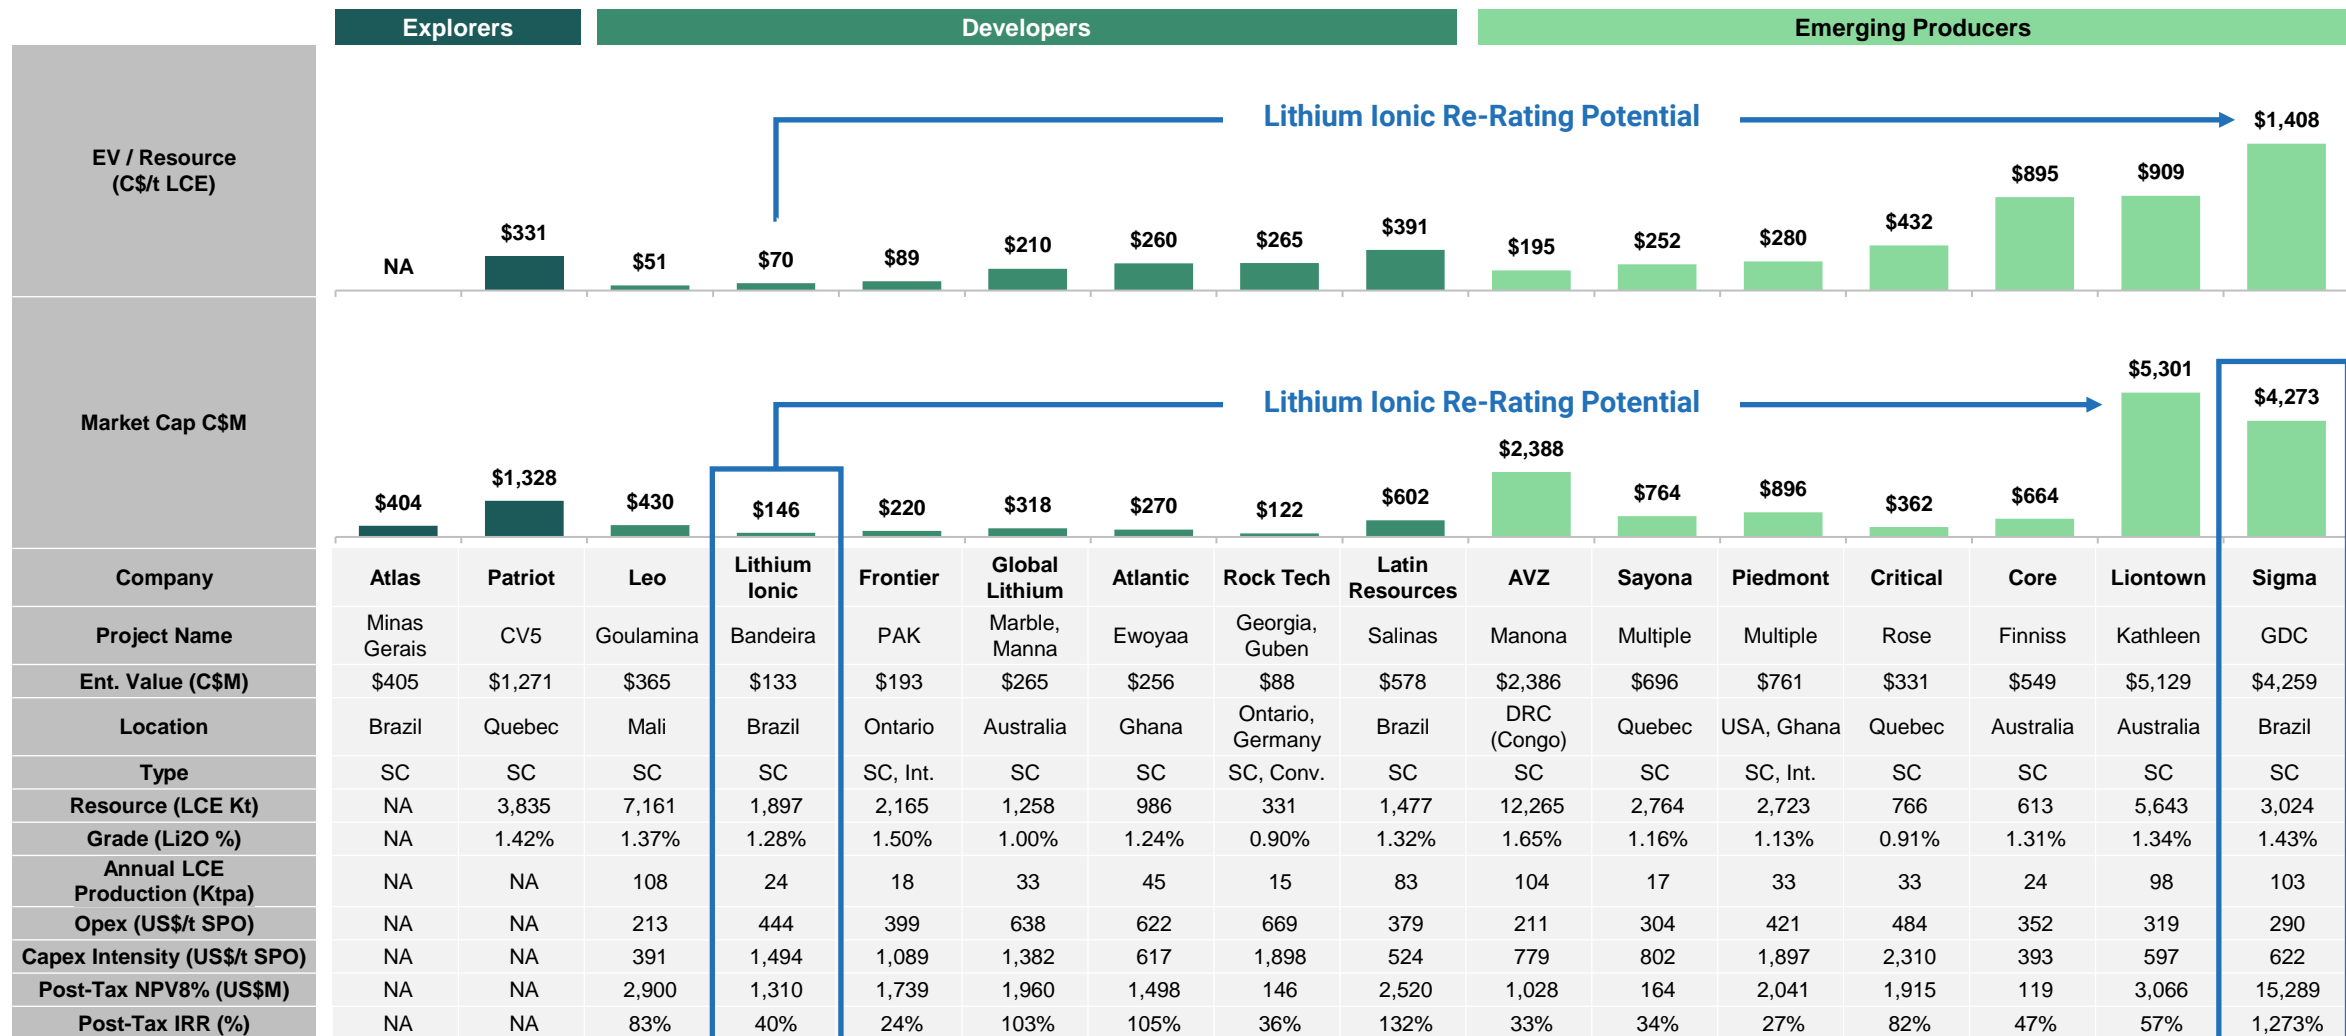 Explorers Developers Emerging Producers
EV / Resource
(C$/t LCE)
Lithium Ionic Re-Rating Potential
NA $331 $51 $70 $89 $210 $260 $265 $391 $195 $252 $280 $432 $895 $909 $1,408
Market Cap C$M
Lithium Ionic Re-Rating Potential
$404 $1,328 $430 $146 $220 $318 $270 $122 $602 $2,388 $764 $896 $362 $664 $5,301 $4,273
Company Atlas Patriot Leo Lithium Ionic Frontier Global Lithium Atlantic Rock Tech Latin Resources AVZ Sayona Piedmont Critical Core Liontown Sigma
Project Name Minas Gerais CV5 Goulamina Bandeira PAK Marble, Manna Ewoyaa Georgia, Guben Salinas Manona Multiple Multiple Rose Finniss Kathleen GDC
Ent. Value (C$M) $405 $1,271 $365 $133 $193 $265 $256 $88 $578 $2,386 $696 $761 $331 $549 $5,129 $4,259
Location Brazil Quebec Mali Brazil Ontario Australia Ghana Ontario, Germany Brazil DRC (Congo) Quebec USA, Ghana Quebec Australia Australia Brazil
Type SC SC SC SC SC, Int. SC SC SC, Conv. SC SC SC SC, Int. SC SC SC SC
Resource (LCE Kt) NA 3,835 7,161 1,897 2,165 1,258 986 331 1,477 12,265 2,764 2,723 766 613 5,643 3,024
Grade (Li2O %) NA 1.42% 1.37% 1.28% 1.50% 1.00% 1.24% 0.90% 1.32% 1.65% 1.16% 1.13% 0.91% 1.31% 1.34% 1.43%
Annual LCE Production (Ktpa) NA NA 108 24 18 33 45 15 83 104 17 33 33 24 98 103
Opex (US$/t SPO) NA NA 213 444 399 638 622 669 379 211 304 421 484 352 319 290
Capex Intensity (US$/t SPO) NA NA 391 1,494 1,089 1,382 617 1,898 524 779 802 1,897 2,310 393 597 622
Post-Tax NPV8% (US$M) NA NA 2,900 1,310 1,739 1,960 1,498 146 2,520 1,028 164 2,041 1,915 119 3,066 15,289
Post-Tax IRR (%) NA NA 83% 40% 24% 103% 105% 36% 132% 33% 34% 27% 82% 47% 57% 1,273%